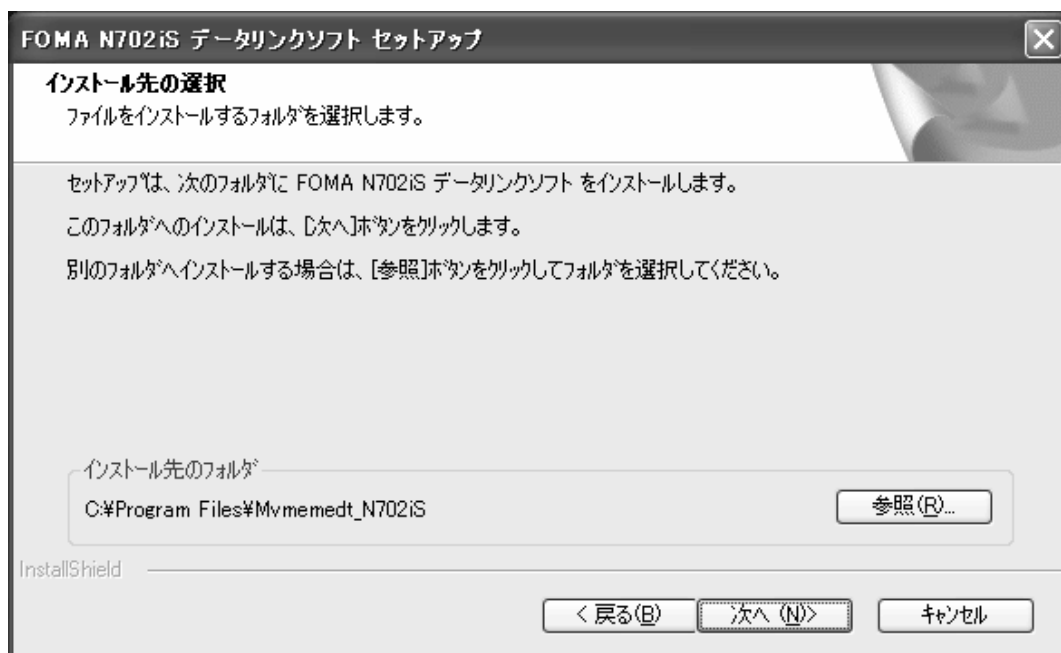 FOMA N702iS データリンクソフト セットアップ
インストール先の選択
ファイルをインストールするフォルダを選択します。
セットアップは、次のフォルダに FOMA N702iS データリンクソフト をインストールします。
このフォルダへのインストールは、[次へ]ボタンをクリックします。
別のフォルダへインストールする場合は、[参照]ボタンをクリックしてフォルダを選択してください。
インストール先のフォルダ
C:¥Program Files¥Mvmemedt_N702iS
参照(R)...
InstallShield
< 戻る(B)
次へ (N)>
キャンセル